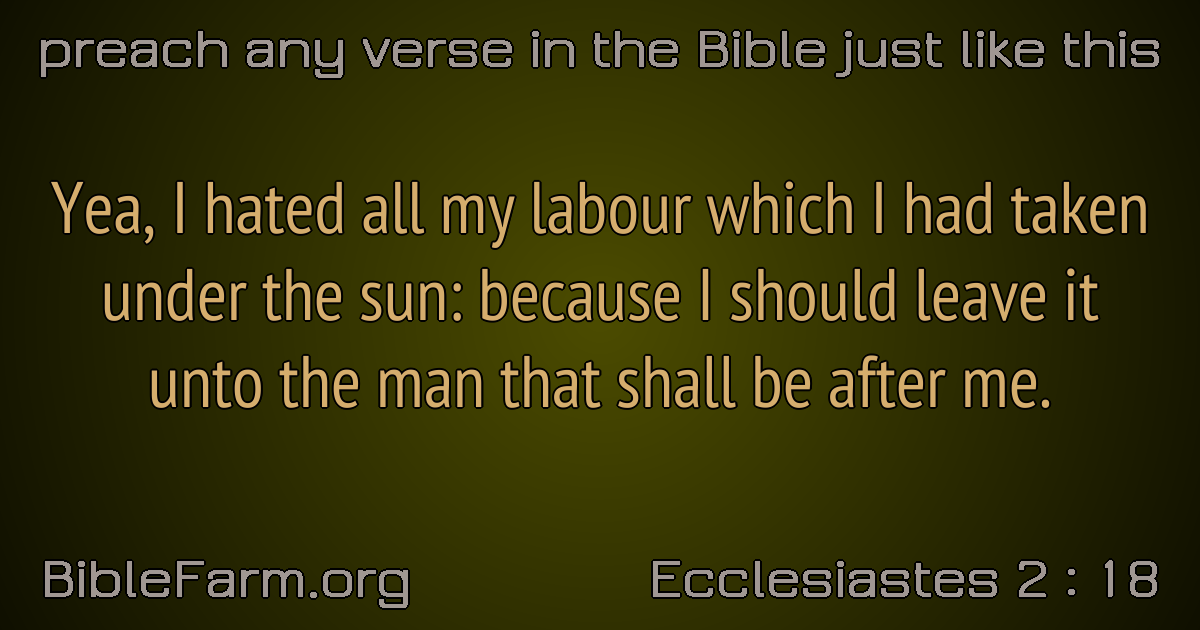 preach any verse in the Bible just like this
Yea, I hated all my labour which I had taken
under the sun: because I should leave it
unto the man that shall be after me.
BibleFarm.org
Ecclesiastes 2 : 18